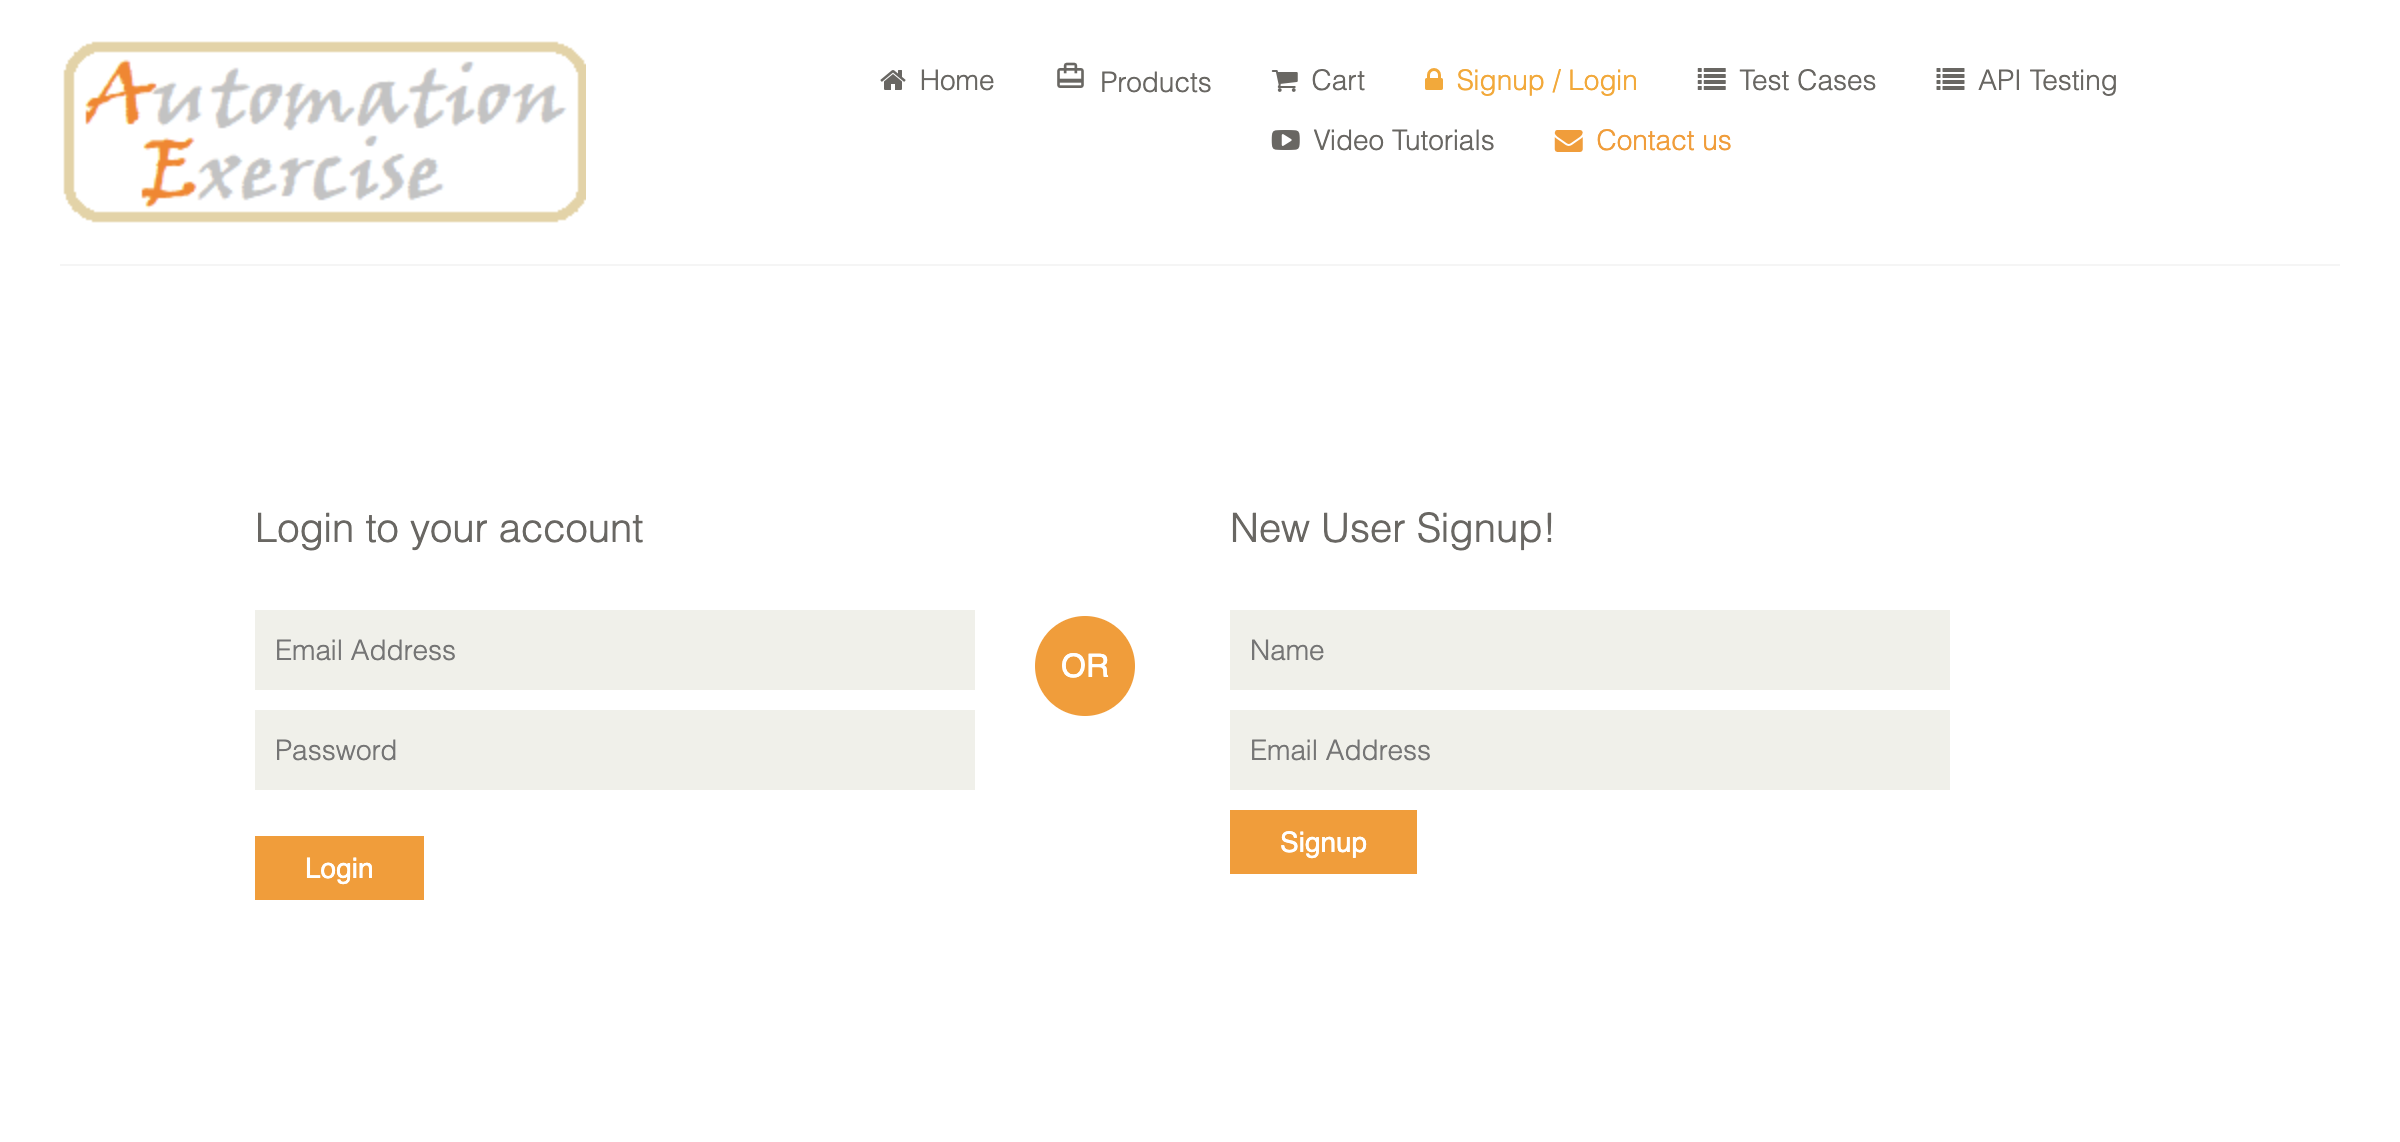 Automation
Exercise
Home Products Cart Signup / Login Test Cases API Testing
Video Tutorials Contact us
Login to your account
Email Address
Password
Login
OR
New User Signup!
Name
Email Address
Signup